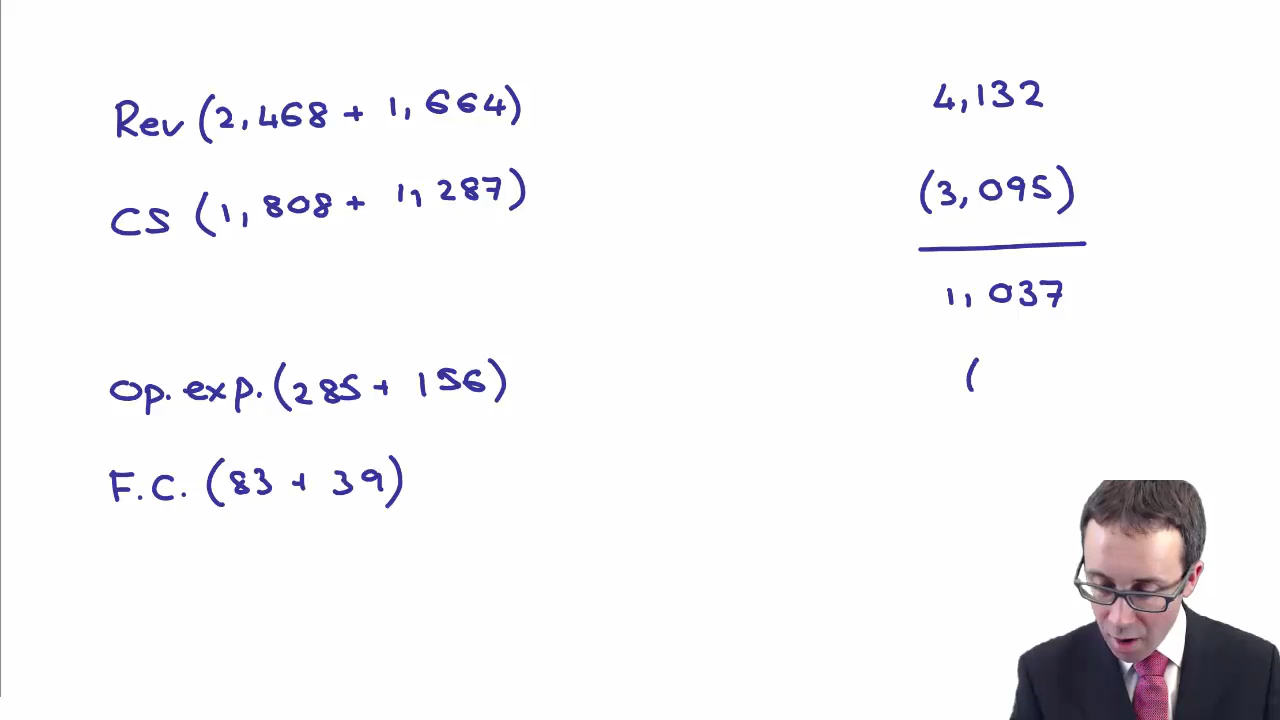 Rev (2,468 + 1,664) 4,132
CS (1,808 + 1,287) (3,095)
1,037
Op. exp. (285 + 156) (
F.C. (83 + 39)